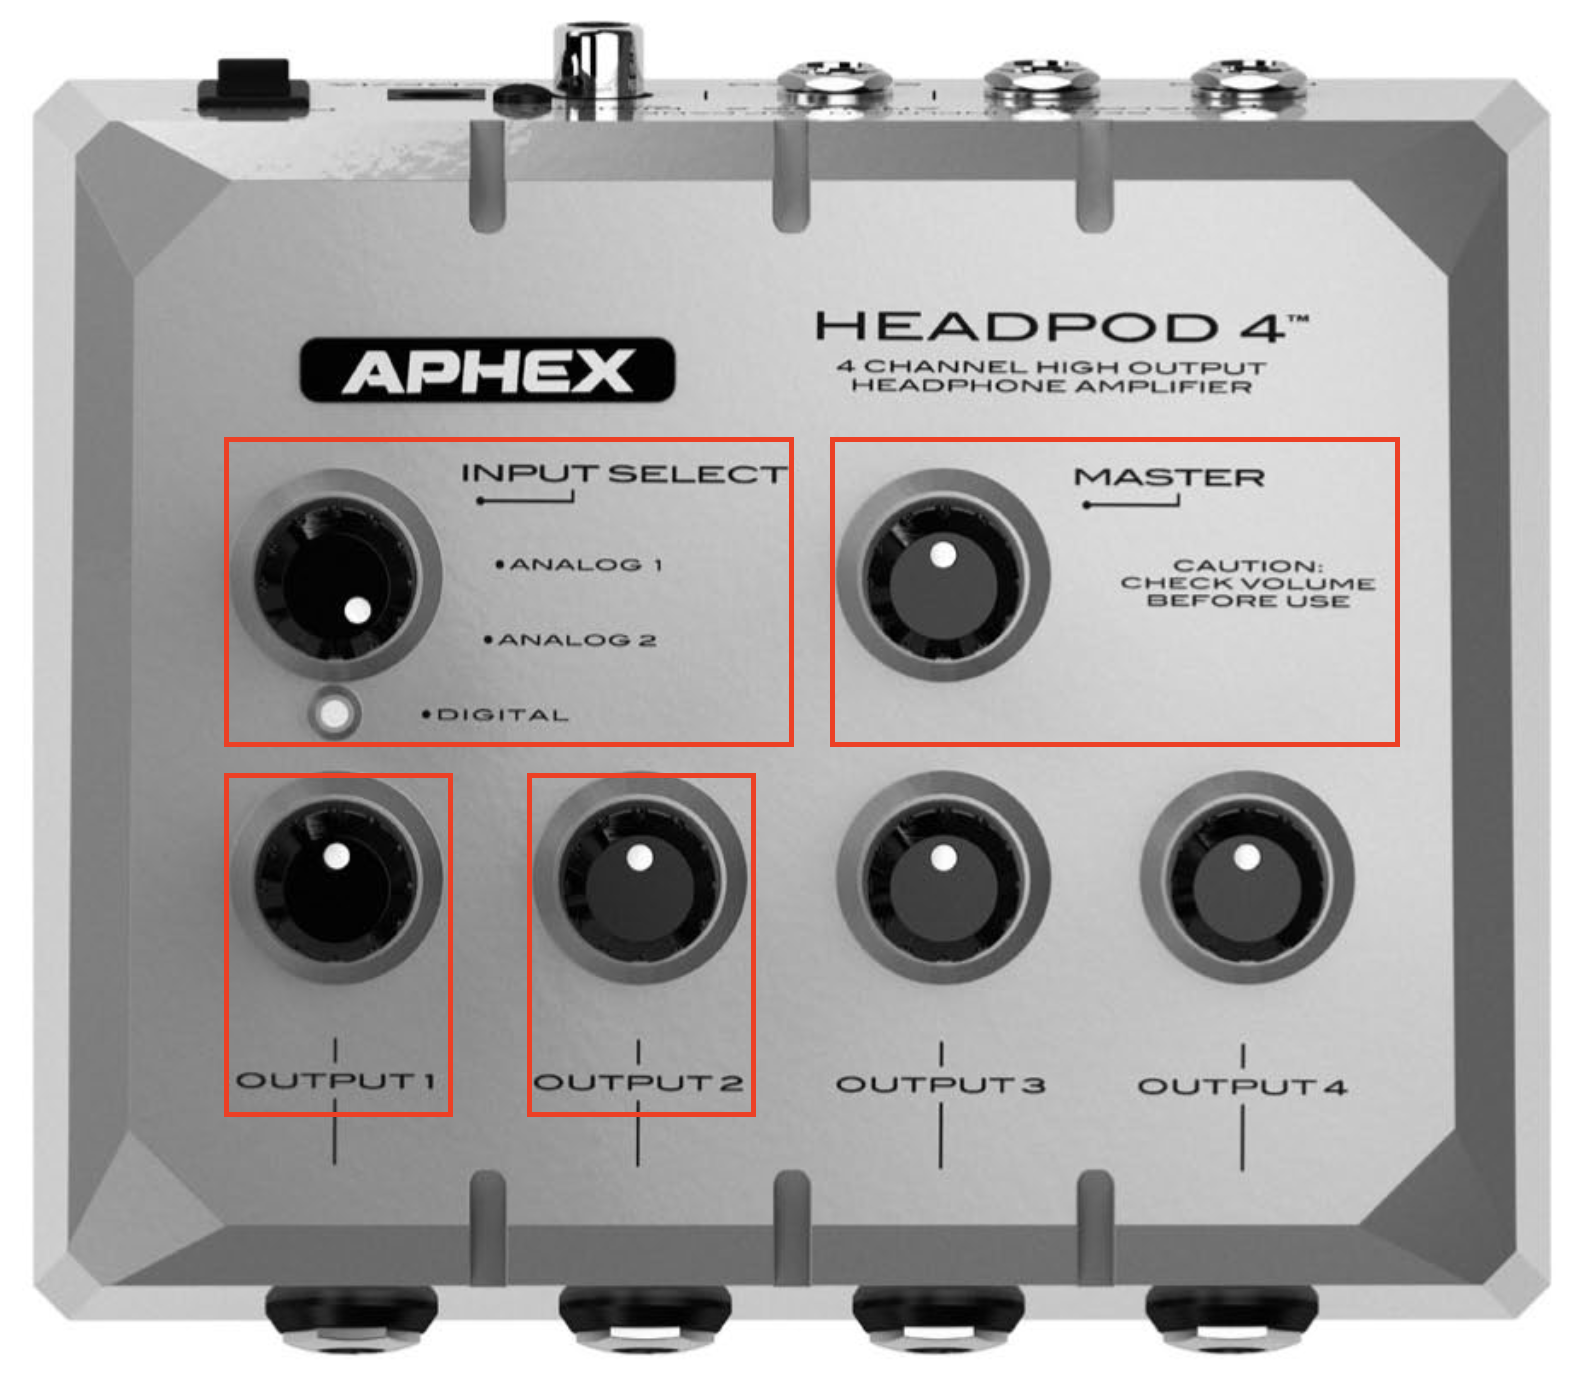 APHEX
HEADPOD 4™
4 CHANNEL HIGH OUTPUT
HEADPHONE AMPLIFIER
INPUT SELECT
•ANALOG 1
•ANALOG 2
•DIGITAL
MASTER
CAUTION:
CHECK VOLUME
BEFORE USE
OUTPUT 1
OUTPUT 2
OUTPUT 3
OUTPUT 4